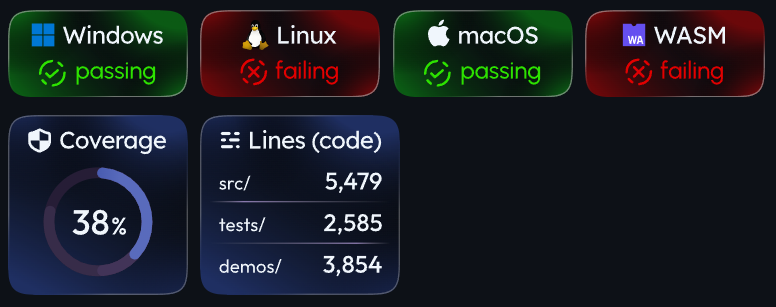 Windows
passing
Linux
failing
macOS
passing
WA
WASM
failing
Coverage
38%
Lines (code)
src/ 5,479
tests/ 2,585
demos/ 3,854